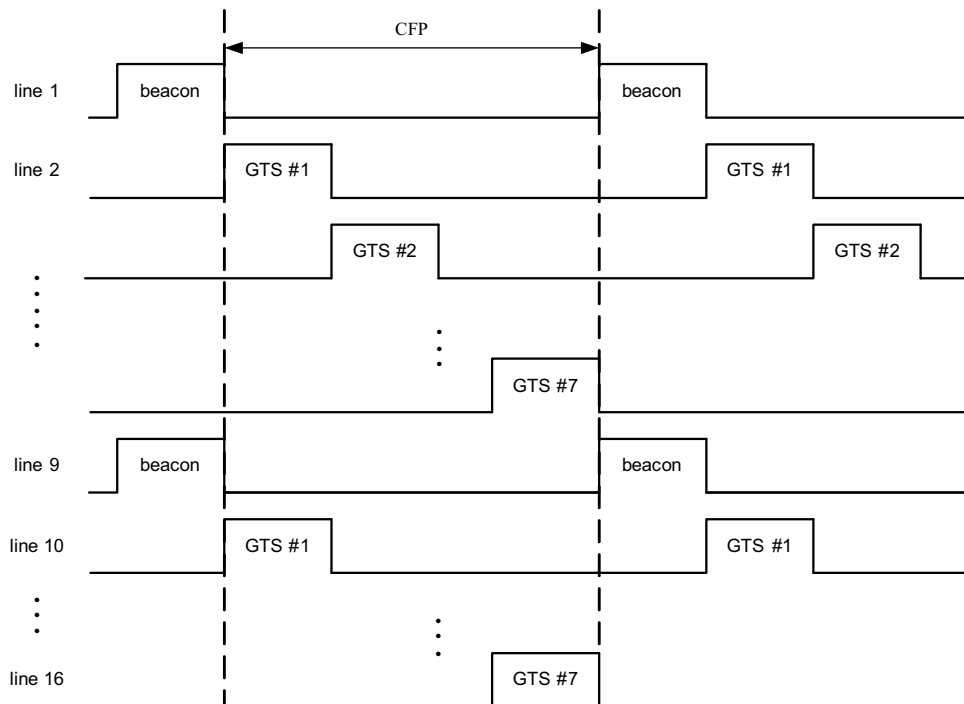 CFP
line 1 beacon beacon
line 2 GTS #1 GTS #1
GTS #2 GTS #2
GTS #7
line 9 beacon beacon
line 10 GTS #1 GTS #1
line 16 GTS #7